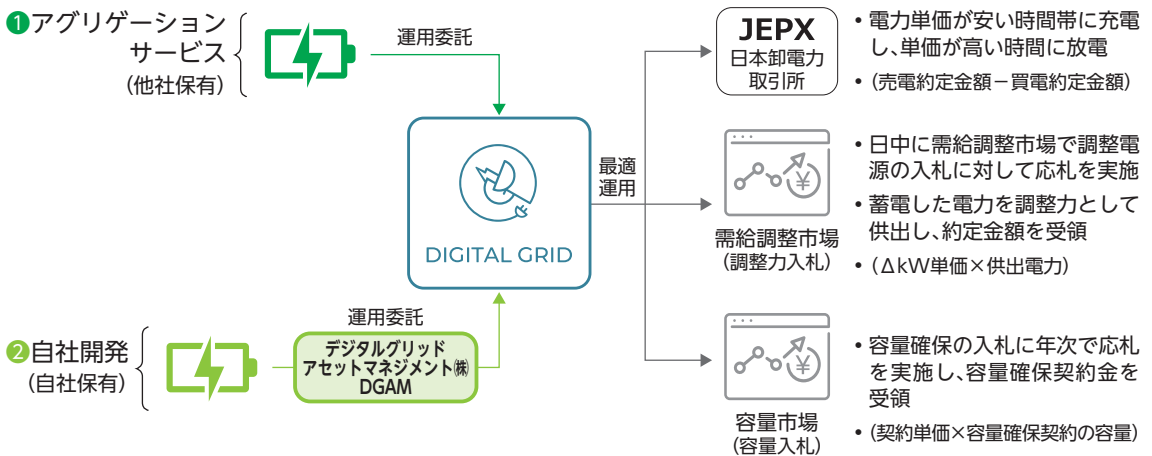 ❶アグリゲーション
サービス
(他社保有)
運用委託
❷自社開発
(自社保有)
運用委託
デジタルグリッド
アセットマネジメント㈱
DGAM
DIGITAL GRID
最適
運用
JEPX
日本卸電力
取引所
• 電力単価が安い時間帯に充電
し、単価が高い時間に放電
• (売電約定金額－買電約定金額)
¥
需給調整市場
(調整力入札)
• 日中に需給調整市場で調整電
源の入札に対して応札を実施
• 蓄電した電力を調整力として
供出し、約定金額を受領
• (ΔkW単価×供出電力)
¥
容量市場
(容量入札)
• 容量確保の入札に年次で応札
を実施し、容量確保契約金を
受領
• (契約単価×容量確保契約の容量)